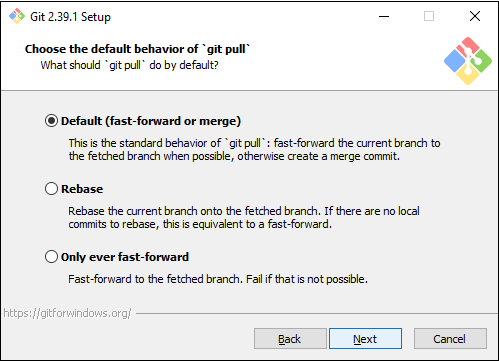 Git 2.39.1 Setup
Choose the default behavior of `git pull`
What should `git pull` do by default?
Default (fast-forward or merge)
This is the standard behavior of `git pull`: fast-forward the current branch to
the fetched branch when possible, otherwise create a merge commit.
Rebase
Rebase the current branch onto the fetched branch. If there are no local
commits to rebase, this is equivalent to a fast-forward.
Only ever fast-forward
Fast-forward to the fetched branch. Fail if that is not possible.
https://gitforwindows.org/
Back Next Cancel